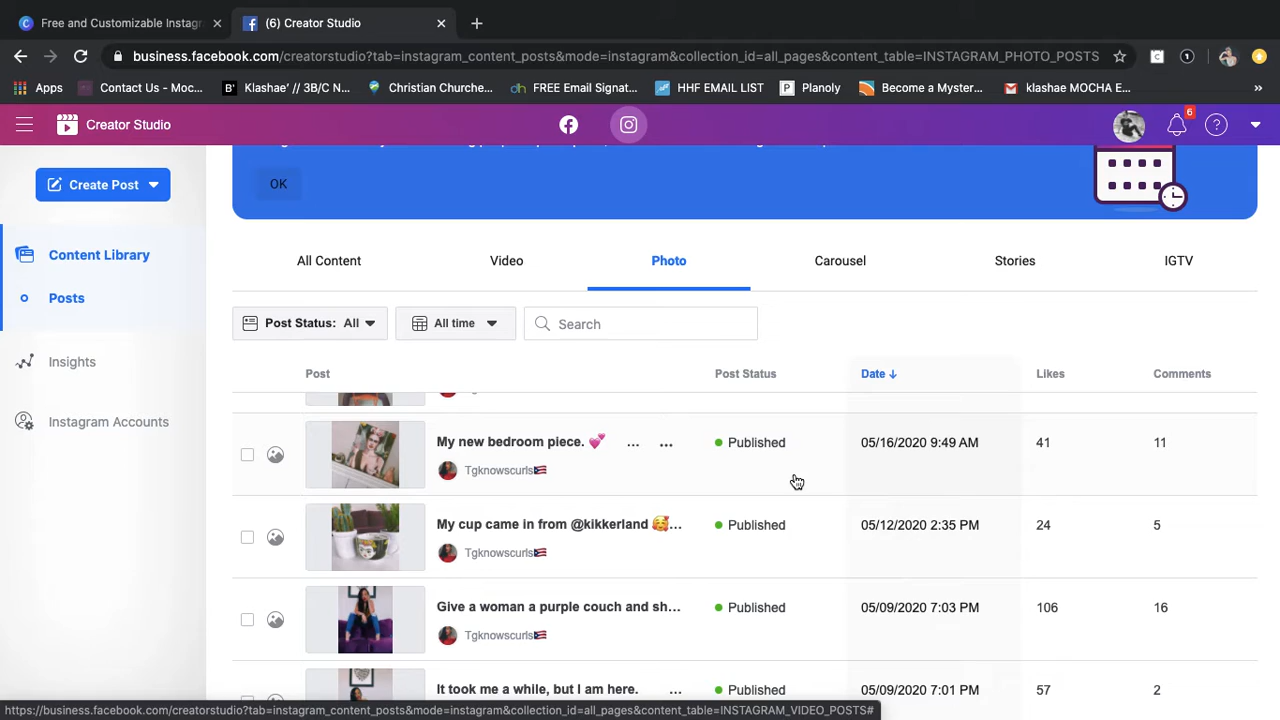 Free and Customizable Instag
(6) Creator Studio
business.facebook.com/creatorstudio?tab=instagram_content_posts&mode=instagram&collection_id=all_pages&content_table=INSTAGRAM_PHOTO_POSTS
Apps
Contact Us - Moc...
Klashae' // 3B/C N...
Christian Churche...
FREE Email Signat...
HHF EMAIL LIST
Planoly
Become a Myster...
klashae MOCHA E...
»
Creator Studio
6
Create Post
OK
Content Library
Posts
Insights
Instagram Accounts
All Content
Video
Photo
Carousel
Stories
IGTV
Post Status: All
All time
Search
Post
Post Status
Date ↓
Likes
Comments
My new bedroom piece. 💕 ... ...
Published
05/16/2020 9:49 AM
41
11
Tgknowscurls🇵🇷
My cup came in from @kikkerland 🥰...
Published
05/12/2020 2:35 PM
24
5
Tgknowscurls🇵🇷
Give a woman a purple couch and sh...
Published
05/09/2020 7:03 PM
106
16
Tgknowscurls🇵🇷
It took me a while, but I am here. ...
Published
05/09/2020 7:01 PM
57
2
https://business.facebook.com/creatorstudio?tab=instagram_content_posts&mode=instagram&collection_id=all_pages&content_table=INSTAGRAM_VIDEO_POSTS#